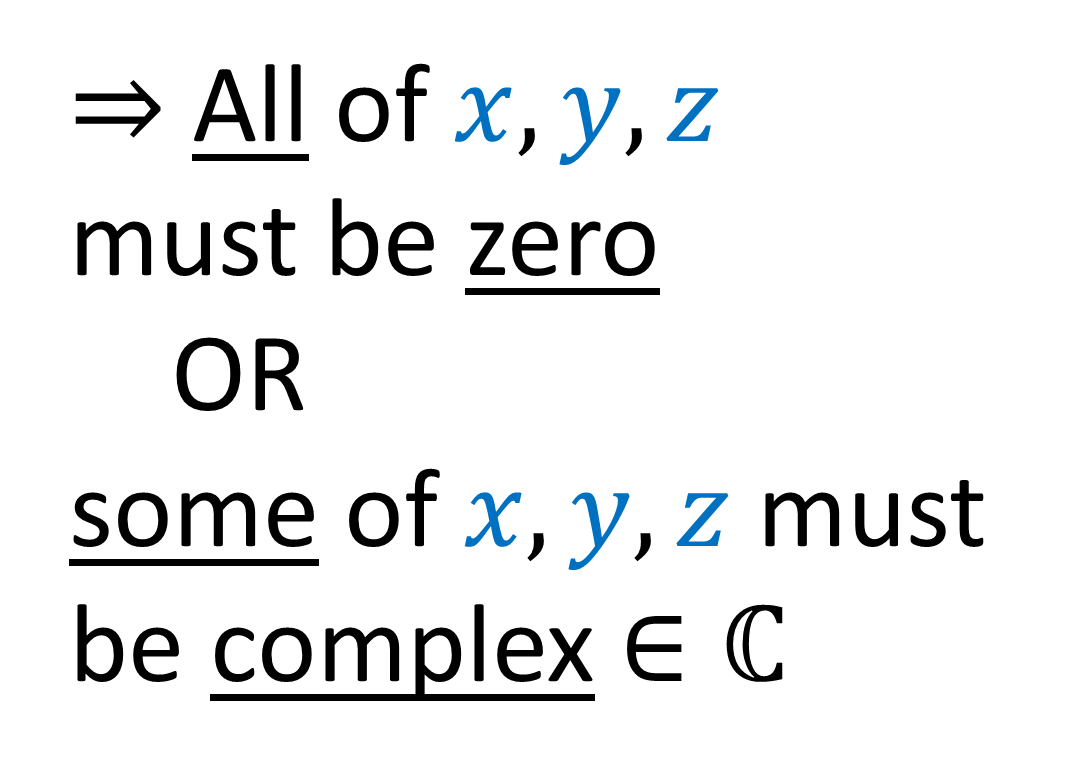 ⇒ All of x, y, z
must be zero
OR
some of x, y, z must
be complex ∈ ℂ